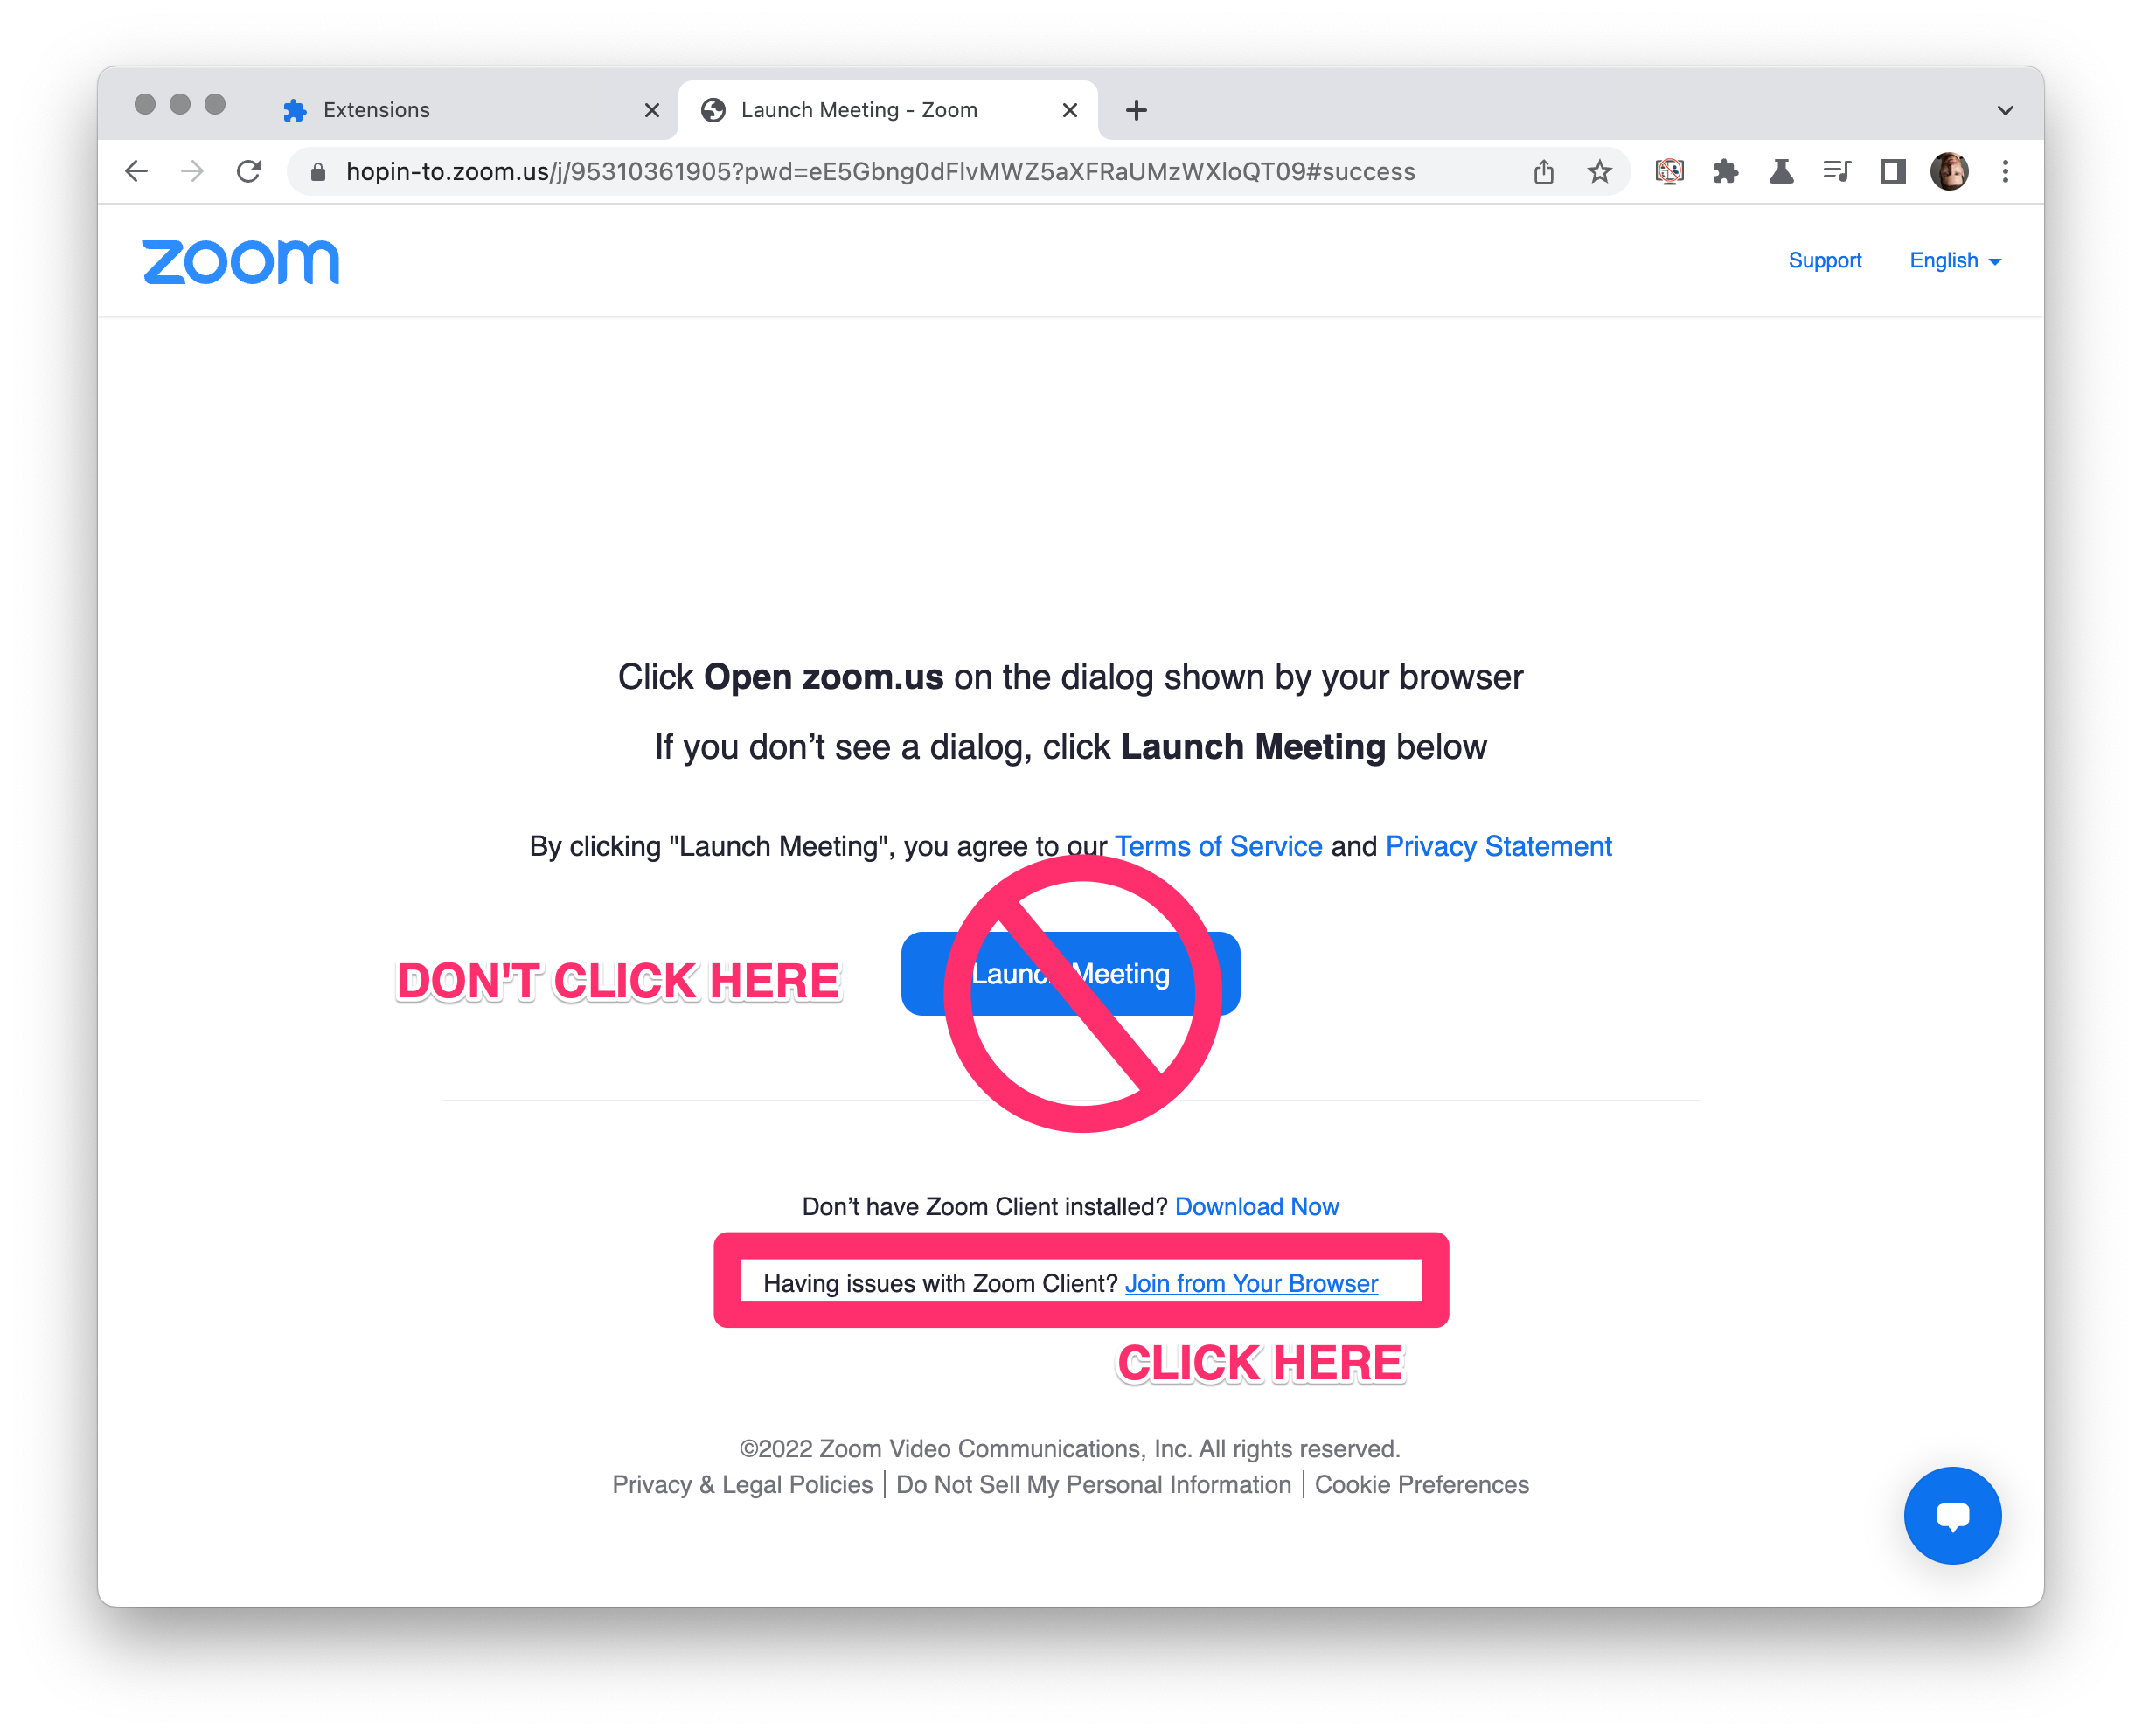 Extensions
Launch Meeting - Zoom
hopin-to.zoom.us/j/95310361905?pwd=eE5Gbng0dFlvMWZ5aXFRaUMzWXloQT09#success
zoom
Support
English
Click Open zoom.us on the dialog shown by your browser
If you don’t see a dialog, click Launch Meeting below
By clicking "Launch Meeting", you agree to our Terms of Service and Privacy Statement
DON'T CLICK HERE
Launch Meeting
Don’t have Zoom Client installed? Download Now
Having issues with Zoom Client? Join from Your Browser
CLICK HERE
©2022 Zoom Video Communications, Inc. All rights reserved.
Privacy & Legal Policies | Do Not Sell My Personal Information | Cookie Preferences